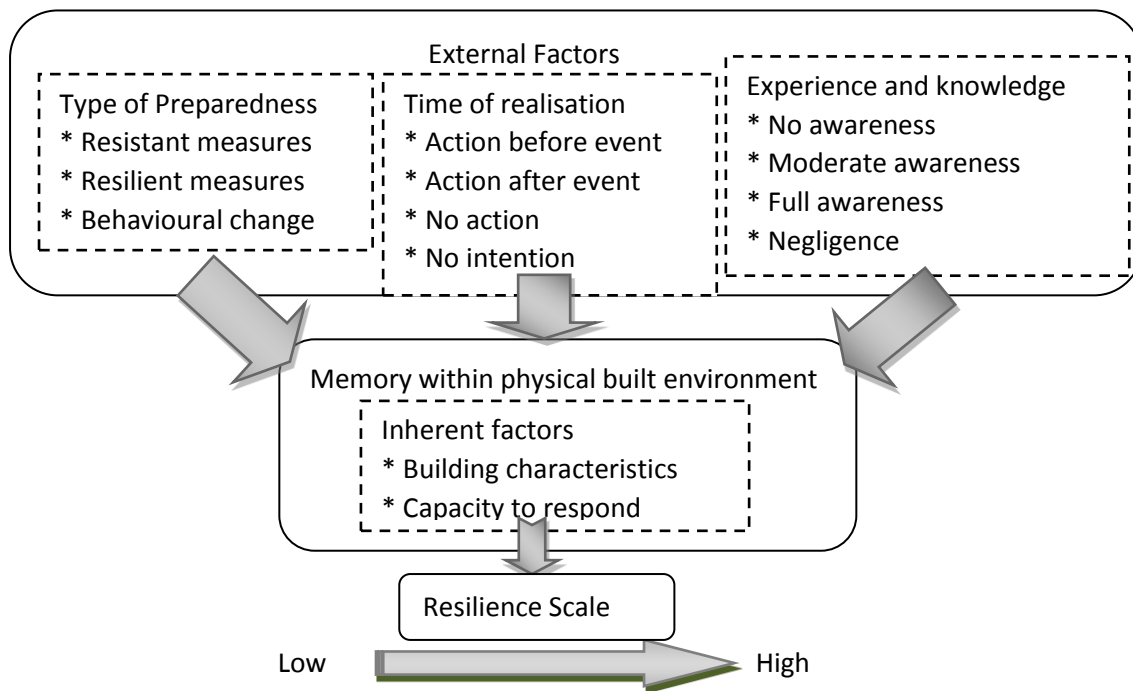 External Factors
Type of Preparedness
* Resistant measures
* Resilient measures
* Behavioural change
Time of realisation
* Action before event
* Action after event
* No action
* No intention
Experience and knowledge
* No awareness
* Moderate awareness
* Full awareness
* Negligence
Memory within physical built environment
Inherent factors
* Building characteristics
* Capacity to respond
Resilience Scale
Low
High